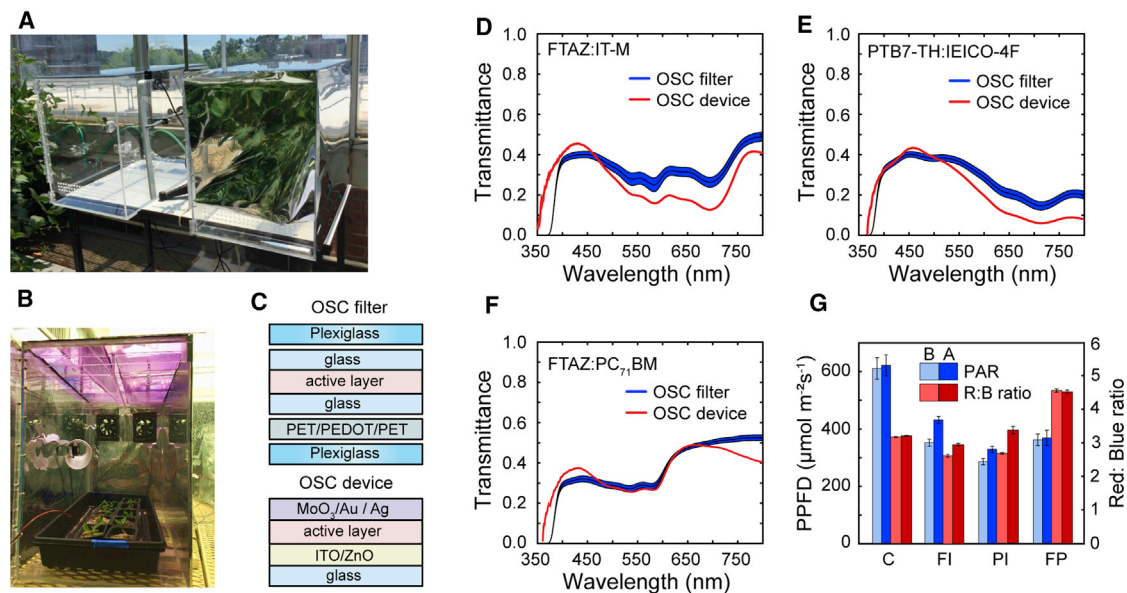 A
B
C
OSC filter
Plexiglass
glass
active layer
glass
PET/PEDOT/PET
Plexiglass
OSC device
MoO₃/Au / Ag
active layer
ITO/ZnO
glass
D
FTAZ:IT-M
OSC filter
OSC device
Transmittance
1.0
0.8
0.6
0.4
0.2
0.0
350 450 550 650 750
Wavelength (nm)
E
PTB7-TH:IEICO-4F
OSC filter
OSC device
Transmittance
1.0
0.8
0.6
0.4
0.2
0.0
350 450 550 650 750
Wavelength (nm)
F
FTAZ:PC₇₁BM
OSC filter
OSC device
Transmittance
1.0
0.8
0.6
0.4
0.2
0.0
350 450 550 650 750
Wavelength (nm)
G
B A
PAR
R:B ratio
PPFD (µmol m⁻²s⁻¹)
600
400
200
0
Red: Blue ratio
6
5
4
3
2
1
0
C FI PI FP